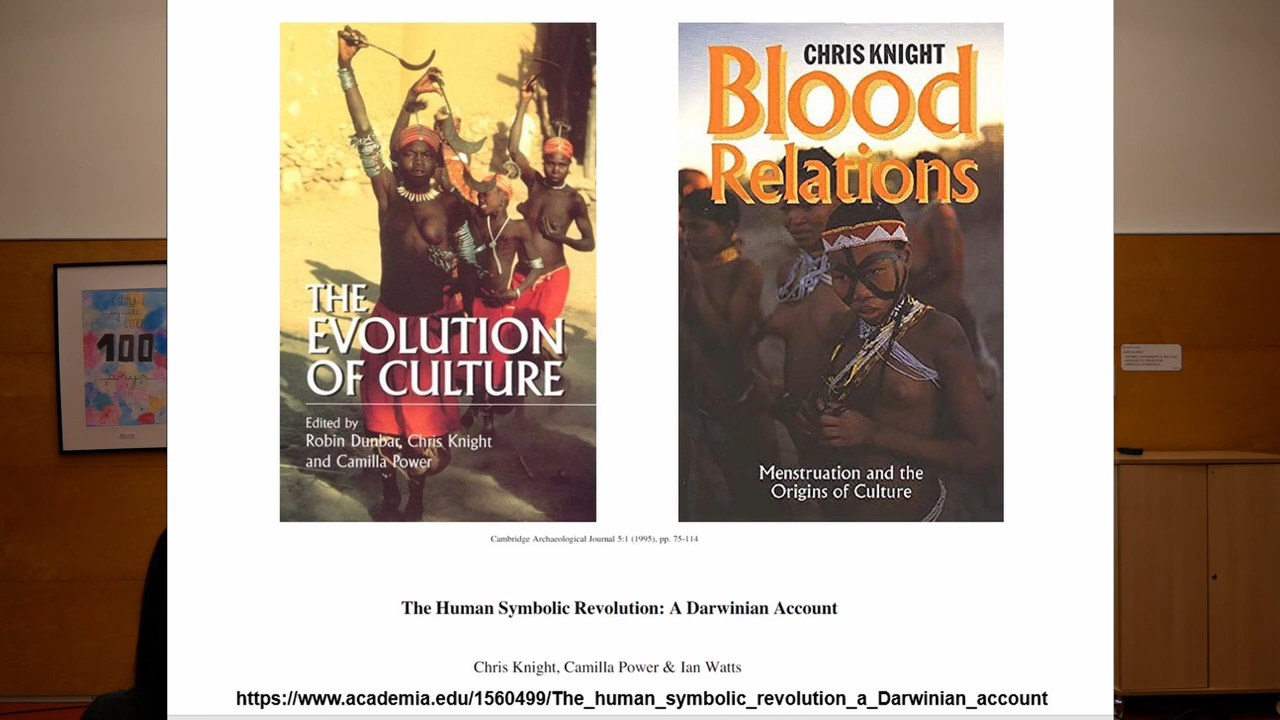 THE
EVOLUTION
OF CULTURE
Edited by
Robin Dunbar, Chris Knight
and Camilla Power
CHRIS KNIGHT
Blood
Relations
Menstruation and the
Origins of Culture
Cambridge Archaeological Journal 5:1 (1995), pp. 75-114
The Human Symbolic Revolution: A Darwinian Account
Chris Knight, Camilla Power & Ian Watts
https://www.academia.edu/1560499/The_human_symbolic_revolution_a_Darwinian_account
100